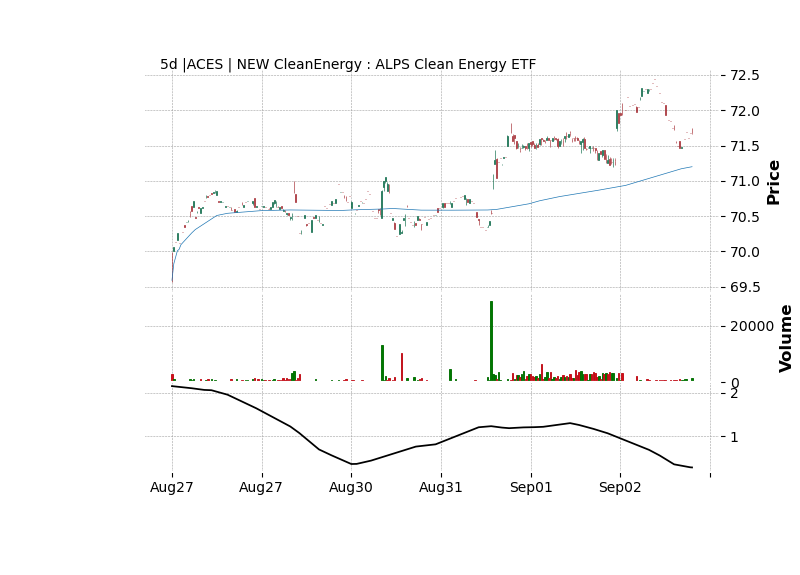 5d |ACES | NEW CleanEnergy : ALPS Clean Energy ETF
72.5
72.0
71.5
71.0
70.5
70.0
69.5
Price
20000
0
Volume
2
1
Aug27
Aug27
Aug30
Aug31
Sep01
Sep02